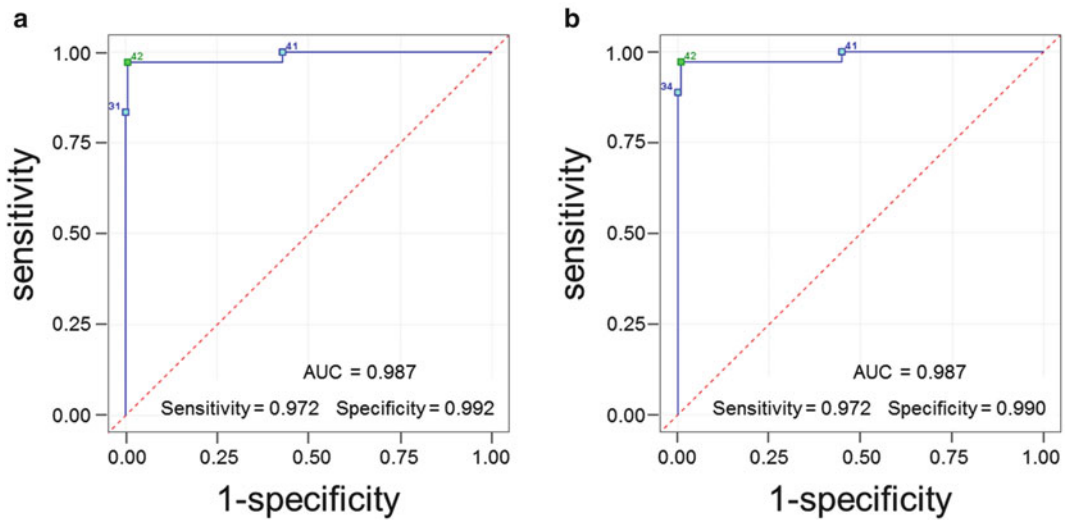 a
sensitivity
1.00
0.75
0.50
0.25
0.00
42
41
31
AUC = 0.987
Sensitivity = 0.972 Specificity = 0.992
0.00 0.25 0.50 0.75 1.00
1-specificity
b
sensitivity
1.00
0.75
0.50
0.25
0.00
42
41
34
AUC = 0.987
Sensitivity = 0.972 Specificity = 0.990
0.00 0.25 0.50 0.75 1.00
1-specificity